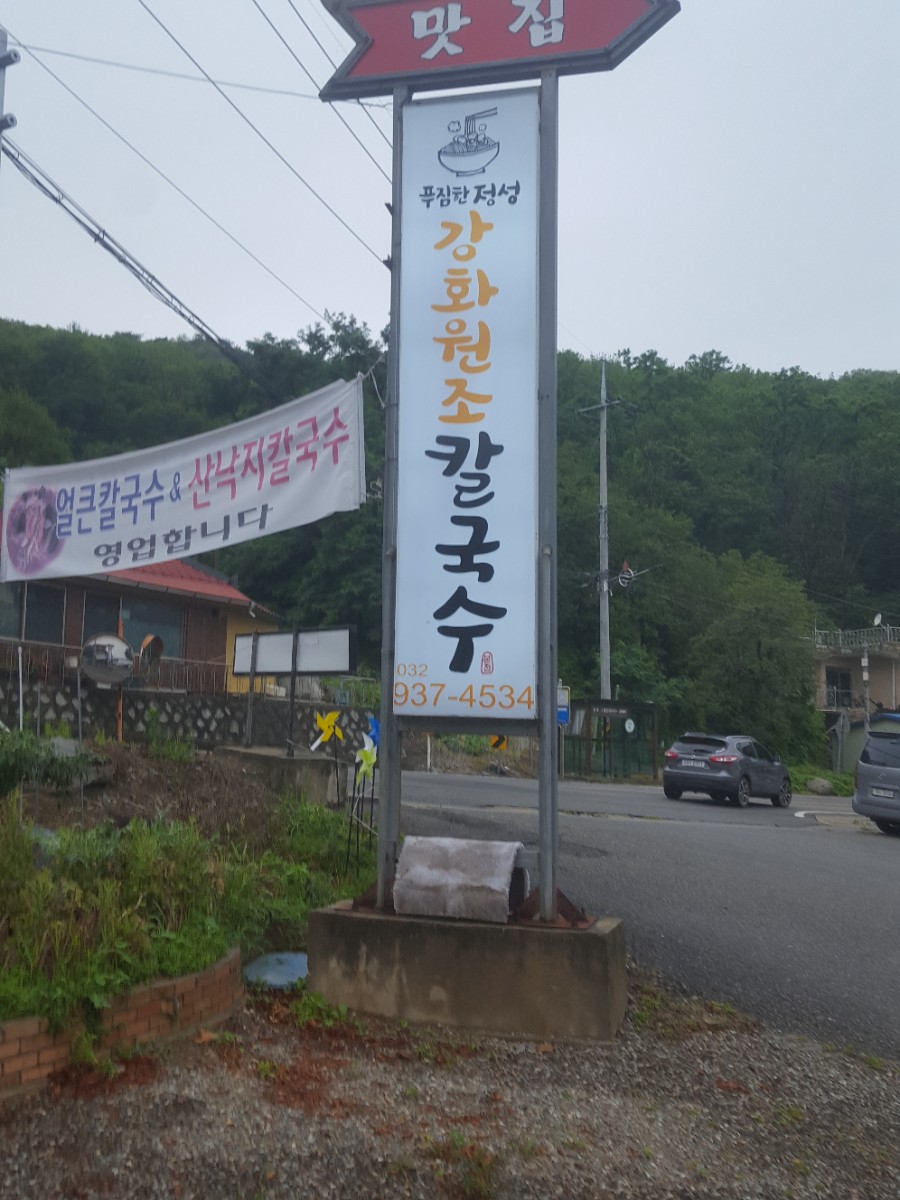 맛집
푸짐한 정성
강화원조칼국수
032
937-4534
얼큰칼국수 & 산낙지칼국수
영업합니다